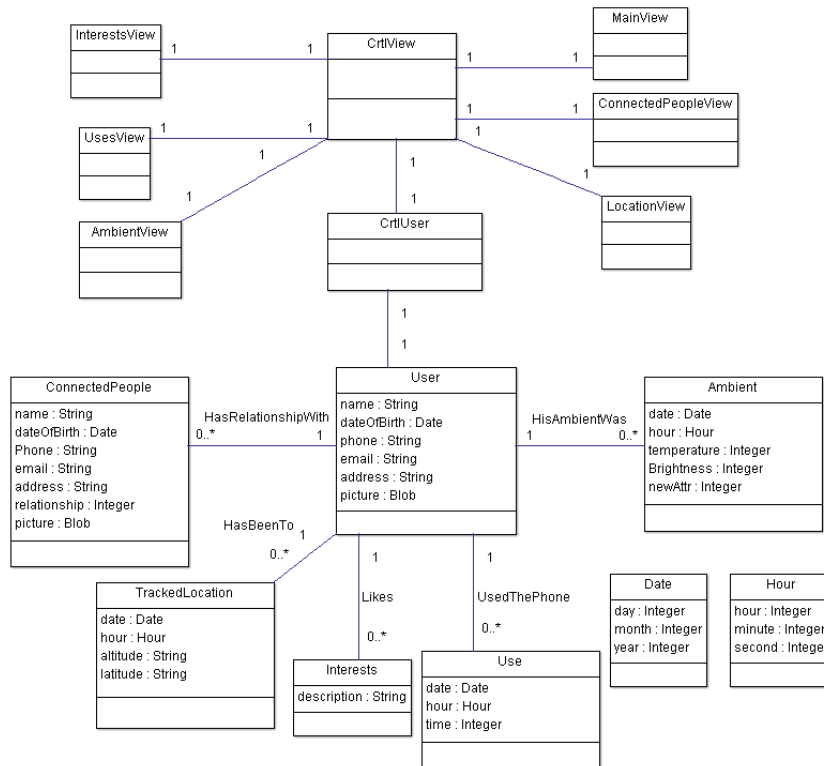 InterestsView
1
1
CrtlView
1
1
MainView
1
1
ConnectedPeopleView
UsesView
1
1
1
1
AmbientView
1
1
LocationView
1
1
CrtlUser
1
1
ConnectedPeople
name : String
dateOfBirth : Date
Phone : String
email : String
address : String
relationship : Integer
picture : Blob
HasRelationshipWith
0..*
1
User
name : String
dateOfBirth : Date
phone : String
email : String
address : String
picture : Blob
HisAmbientWas
1
0..*
Ambient
date : Date
hour : Hour
temperature : Integer
Brightness : Integer
newAttr : Integer
HasBeenTo
1
0..*
TrackedLocation
date : Date
hour : Hour
altitude : String
latitude : String
1
Likes
0..*
Interests
description : String
1
UsedThePhone
0..*
Use
date : Date
hour : Hour
time : Integer
Date
day : Integer
month : Integer
year : Integer
Hour
hour : Integer
minute : Integer
second : Integer